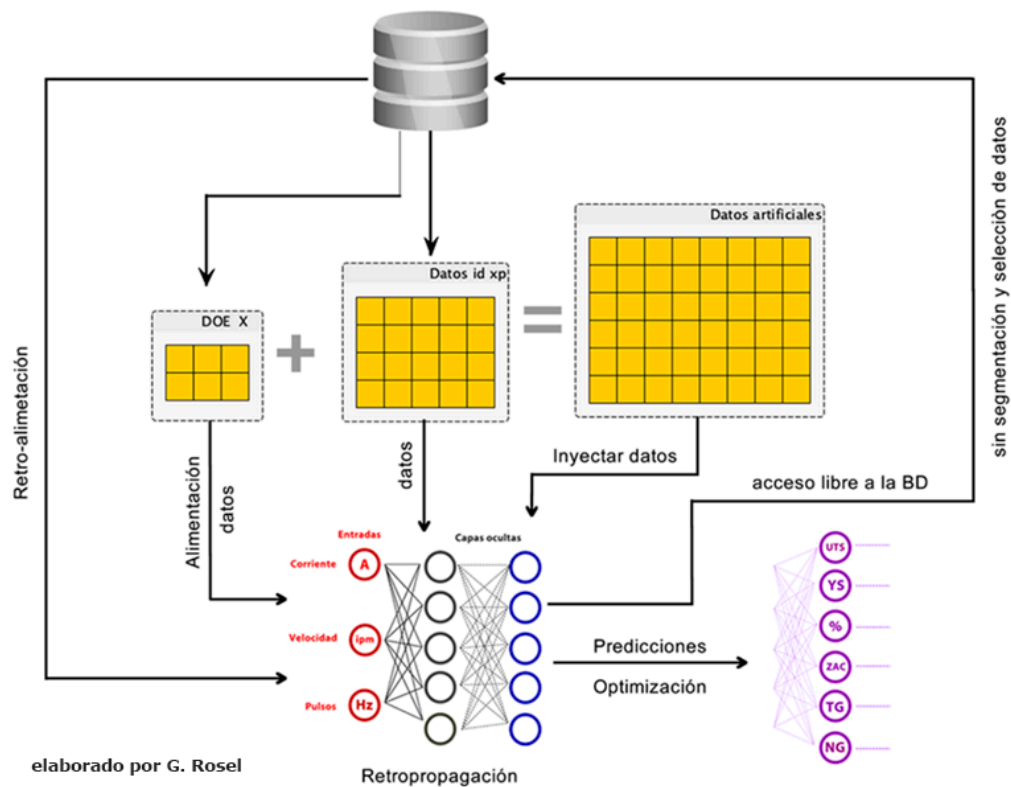 Datos artificiales
Datos id xp
DOE X
Retro-alimetación
sin segmentación y selección de datos
Alimentación
datos
datos
Inyectar datos
acceso libre a la BD
Entradas
Capas ocultas
Corriente
A
Velocidad
ipm
Pulsos
Hz
Predicciones
Optimización
UTS
YS
%
ZAC
TG
NG
elaborado por G. Rosel
Retropropagación